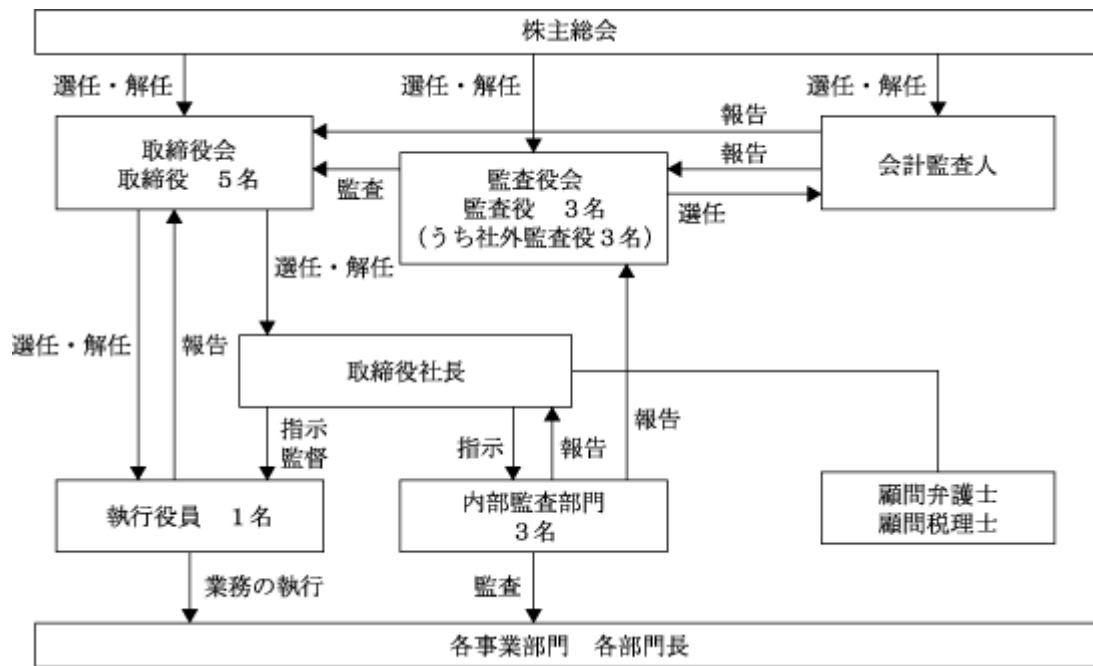 株主総会
選任・解任
選任・解任
選任・解任
報告
取締役会
取締役　５名
監査
監査役会
監査役　３名
(うち社外監査役３名)
報告
選任
会計監査人
選任・解任
選任・解任
報告
取締役社長
指示
監督
指示
報告
報告
執行役員　１名
内部監査部門
３名
顧問弁護士
顧問税理士
業務の執行
監査
各事業部門　各部門長